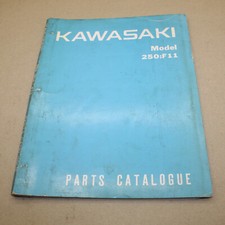 KAWASAKI
Model
250:F11
PARTS CATALOGUE